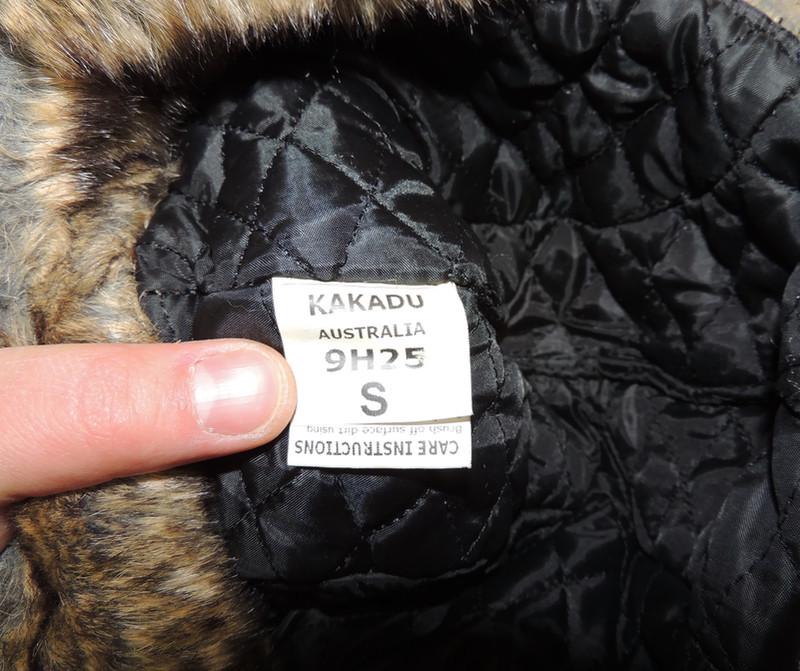 KAKADU
AUSTRALIA
9H25
S
Brush off surface dirt using
CARE INSTRUCTIONS